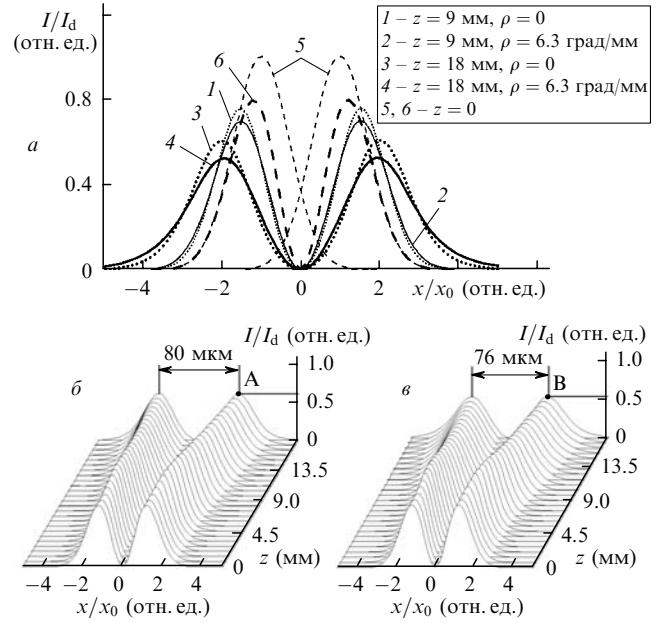 I/I_d
(отн. ед.)
1 – z = 9 мм, ρ = 0
2 – z = 9 мм, ρ = 6.3 град/мм
3 – z = 18 мм, ρ = 0
4 – z = 18 мм, ρ = 6.3 град/мм
5, 6 – z = 0
6
5
1
3
4
2
0.8
0.4
0
а
−4
−2
0
2
x/x_0 (отн. ед.)
I/I_d (отн. ед.)
80 мкм
А
б
1.0
0.5
0
13.5
9.0
4.5
0
z (мм)
−4
−2
0
2
4
x/x_0 (отн. ед.)
I/I_d (отн. ед.)
76 мкм
В
в
1.0
0.5
0
13.5
9.0
4.5
0
z (мм)
−4
−2
0
2
4
x/x_0 (отн. ед.)